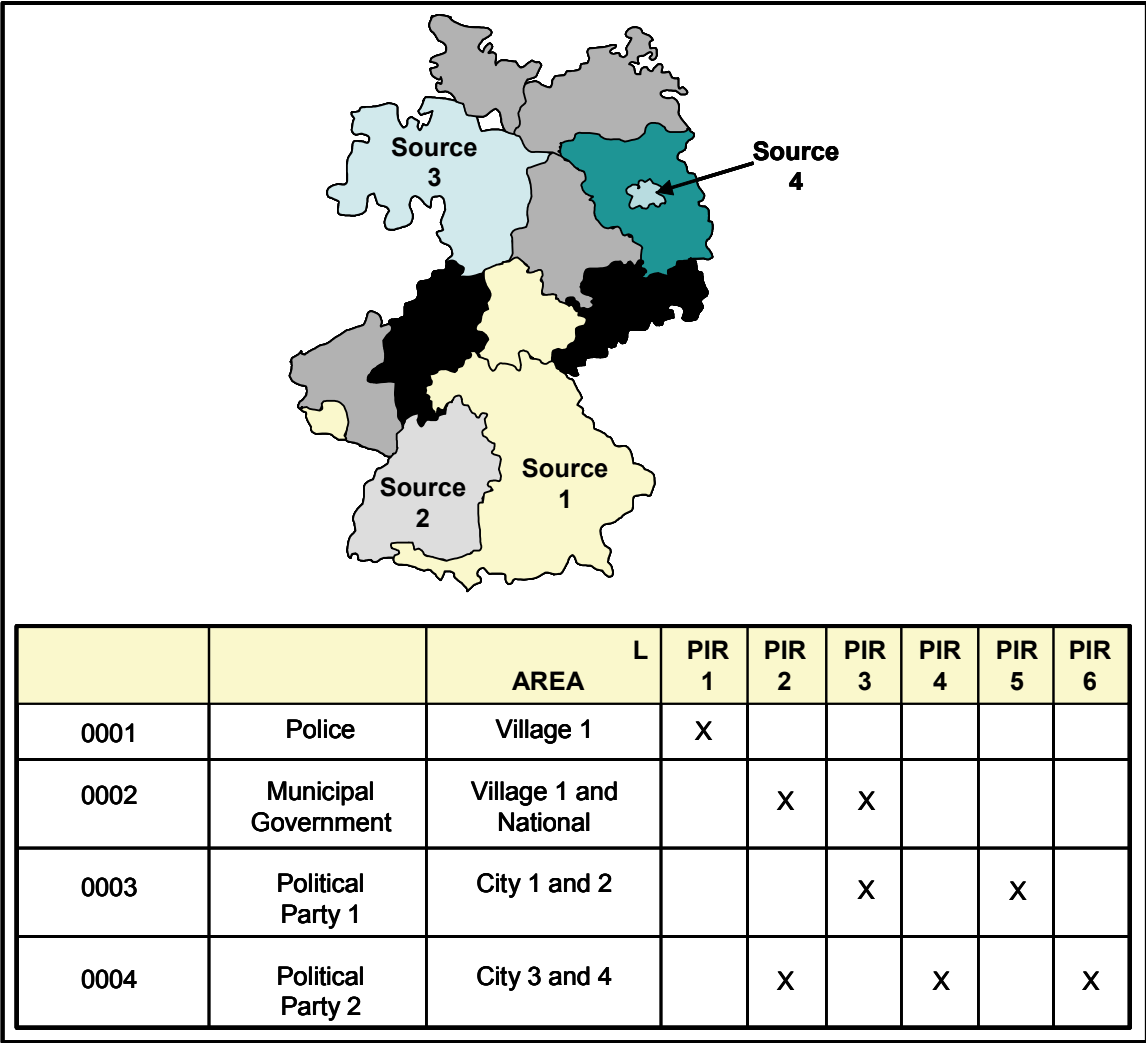 Source
3
Source
4
Source
1
Source
2
L
AREA
PIR
1
PIR
2
PIR
3
PIR
4
PIR
5
PIR
6
0001
Police
Village 1
X
0002
Municipal
Government
Village 1 and
National
X
X
0003
Political
Party 1
City 1 and 2
X
X
0004
Political
Party 2
City 3 and 4
X
X
X